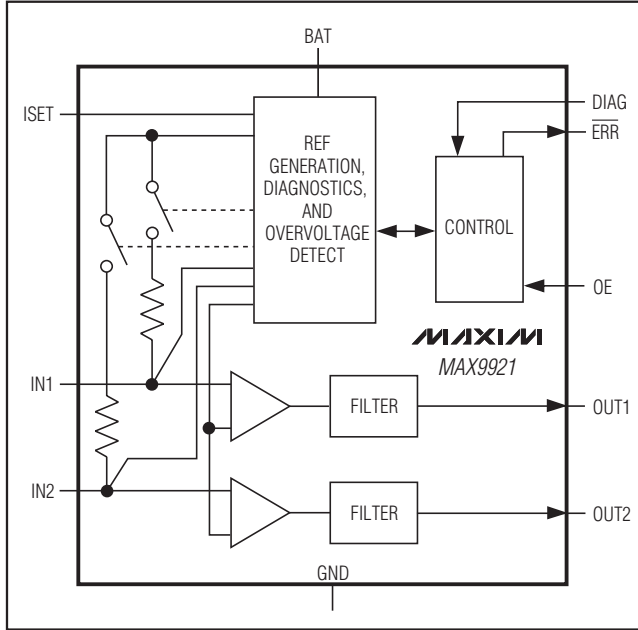 BAT
ISET
DIAG
ERR
REF
GENERATION,
DIAGNOSTICS,
AND
OVERVOLTAGE
DETECT
CONTROL
OE
MAXIM
MAX9921
IN1
FILTER
OUT1
IN2
FILTER
OUT2
GND